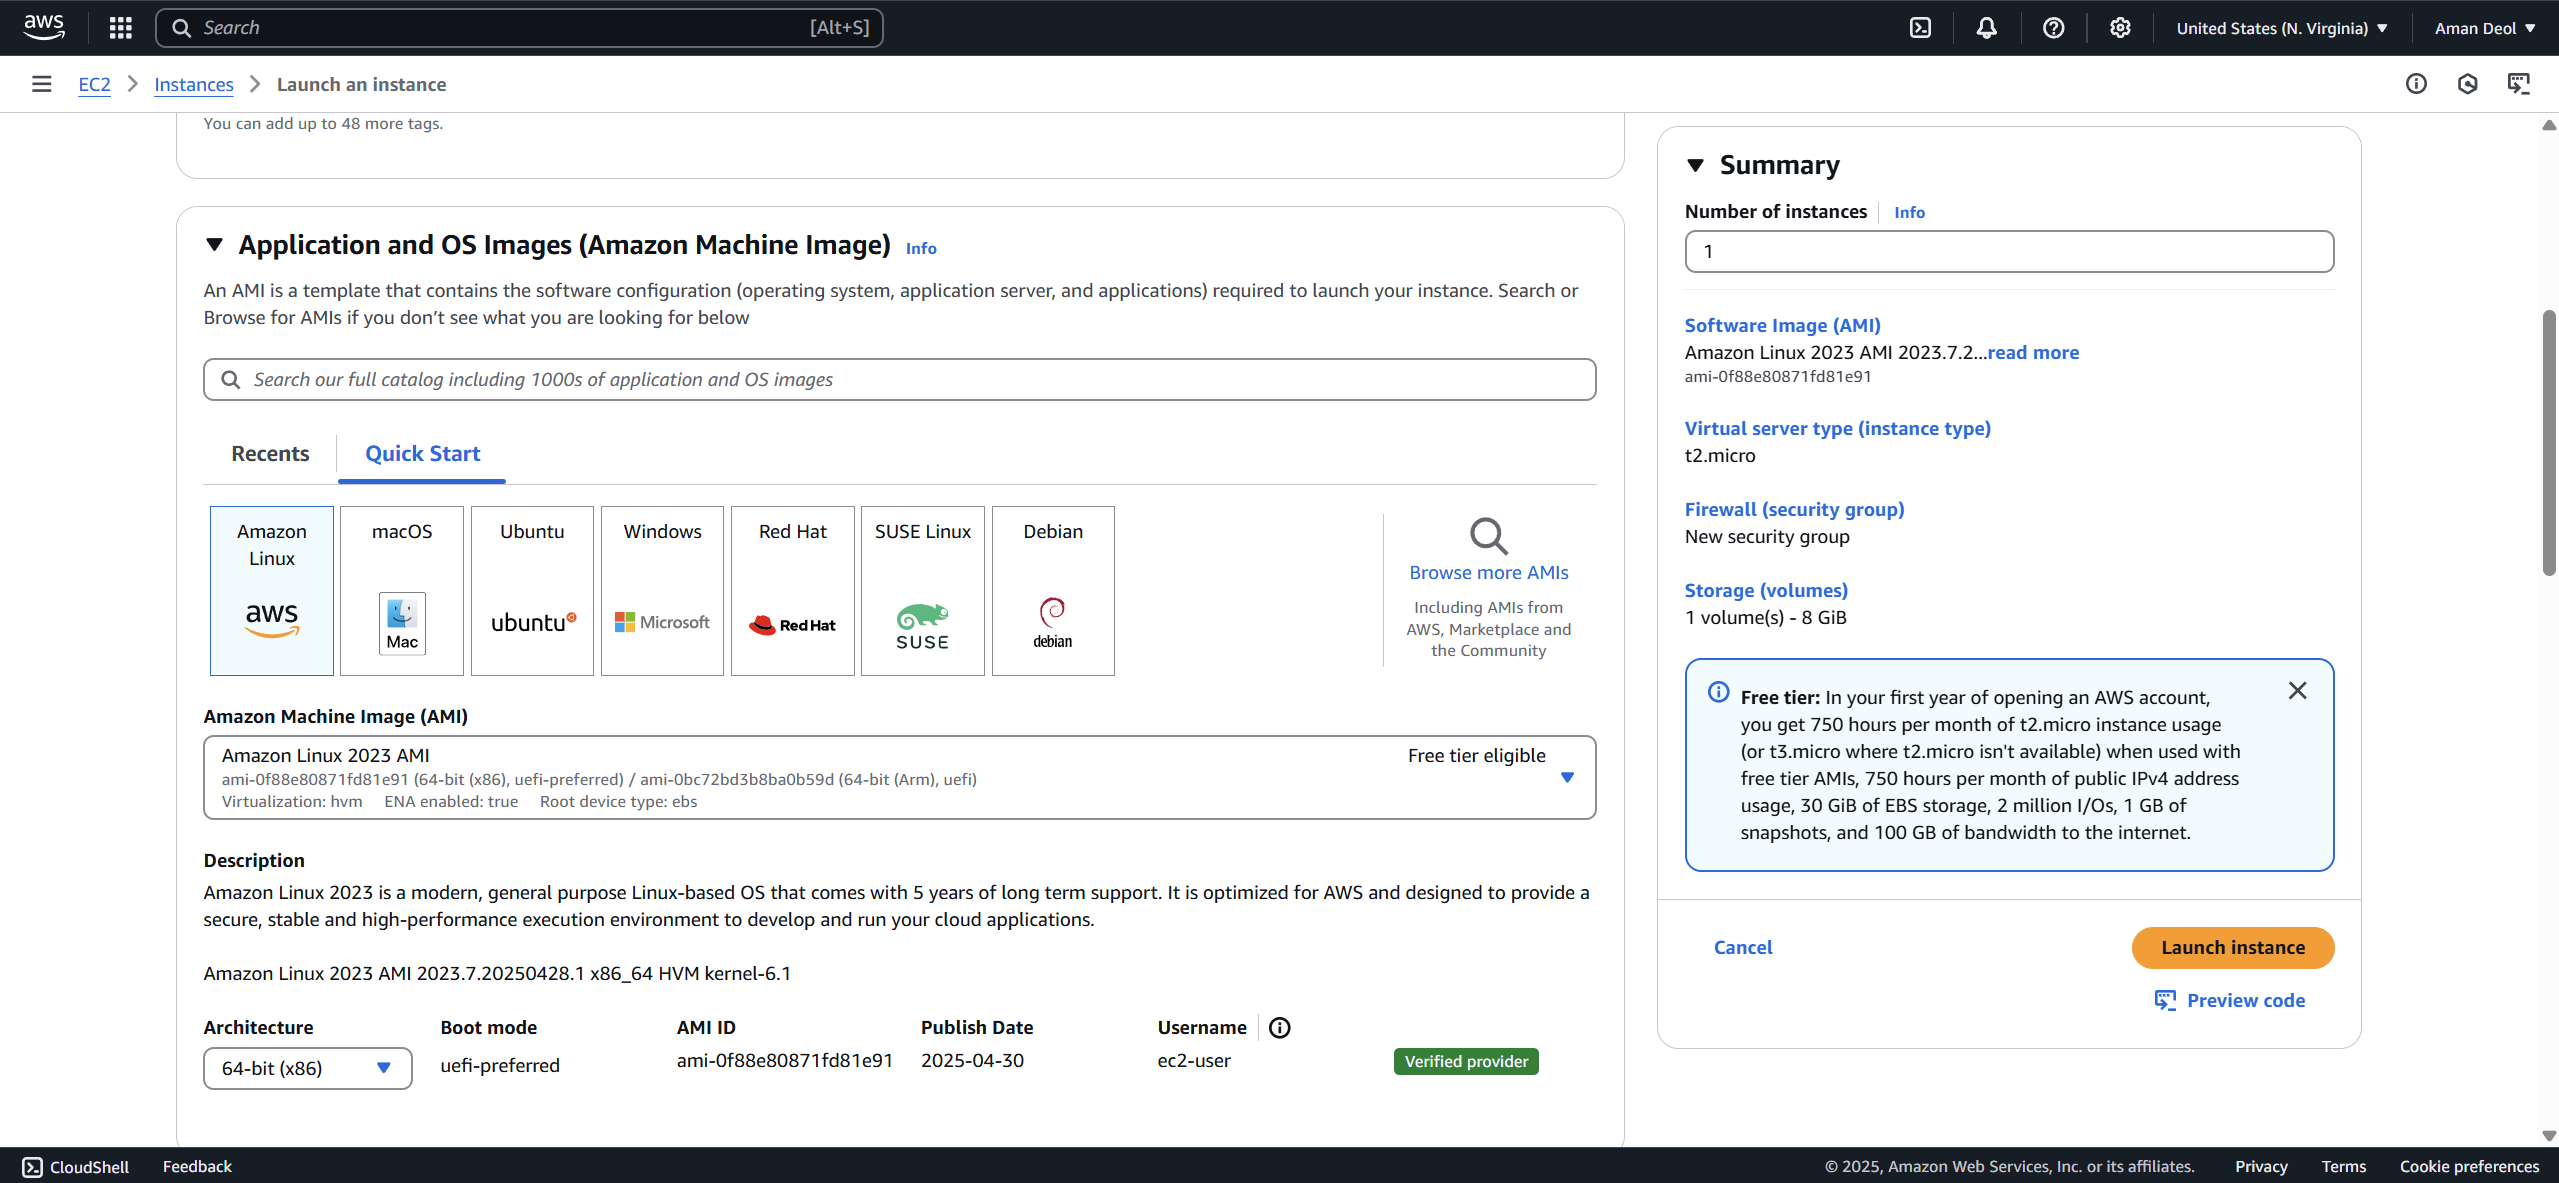 aws
Search [Alt+S]
United States (N. Virginia)
Aman Deol
EC2 Instances Launch an instance
You can add up to 48 more tags.
Application and OS Images (Amazon Machine Image) Info
An AMI is a template that contains the software configuration (operating system, application server, and applications) required to launch your instance. Search or
Browse for AMIs if you don’t see what you are looking for below
Search our full catalog including 1000s of application and OS images
Recents
Quick Start
Amazon
Linux
aws
macOS
Mac
Ubuntu
ubuntu
Windows
Microsoft
Red Hat
Red Hat
SUSE Linux
SUSE
Debian
debian
Browse more AMIs
Including AMIs from
AWS, Marketplace and
the Community
Amazon Machine Image (AMI)
Amazon Linux 2023 AMI
Free tier eligible
ami-0f88e80871fd81e91 (64-bit (x86), uefi-preferred) / ami-0bc72bd3b8ba0b59d (64-bit (Arm), uefi)
Virtualization: hvm ENA enabled: true Root device type: ebs
Description
Amazon Linux 2023 is a modern, general purpose Linux-based OS that comes with 5 years of long term support. It is optimized for AWS and designed to provide a
secure, stable and high-performance execution environment to develop and run your cloud applications.
Amazon Linux 2023 AMI 2023.7.20250428.1 x86_64 HVM kernel-6.1
Architecture
64-bit (x86)
Boot mode
uefi-preferred
AMI ID
ami-0f88e80871fd81e91
Publish Date
2025-04-30
Username
ec2-user
Verified provider
Summary
Number of instances Info
1
Software Image (AMI)
Amazon Linux 2023 AMI 2023.7.2...read more
ami-0f88e80871fd81e91
Virtual server type (instance type)
t2.micro
Firewall (security group)
New security group
Storage (volumes)
1 volume(s) - 8 GiB
Free tier: In your first year of opening an AWS account,
you get 750 hours per month of t2.micro instance usage
(or t3.micro where t2.micro isn't available) when used with
free tier AMIs, 750 hours per month of public IPv4 address
usage, 30 GiB of EBS storage, 2 million I/Os, 1 GB of
snapshots, and 100 GB of bandwidth to the internet.
Cancel
Launch instance
Preview code
CloudShell
Feedback
© 2025, Amazon Web Services, Inc. or its affiliates.
Privacy
Terms
Cookie preferences